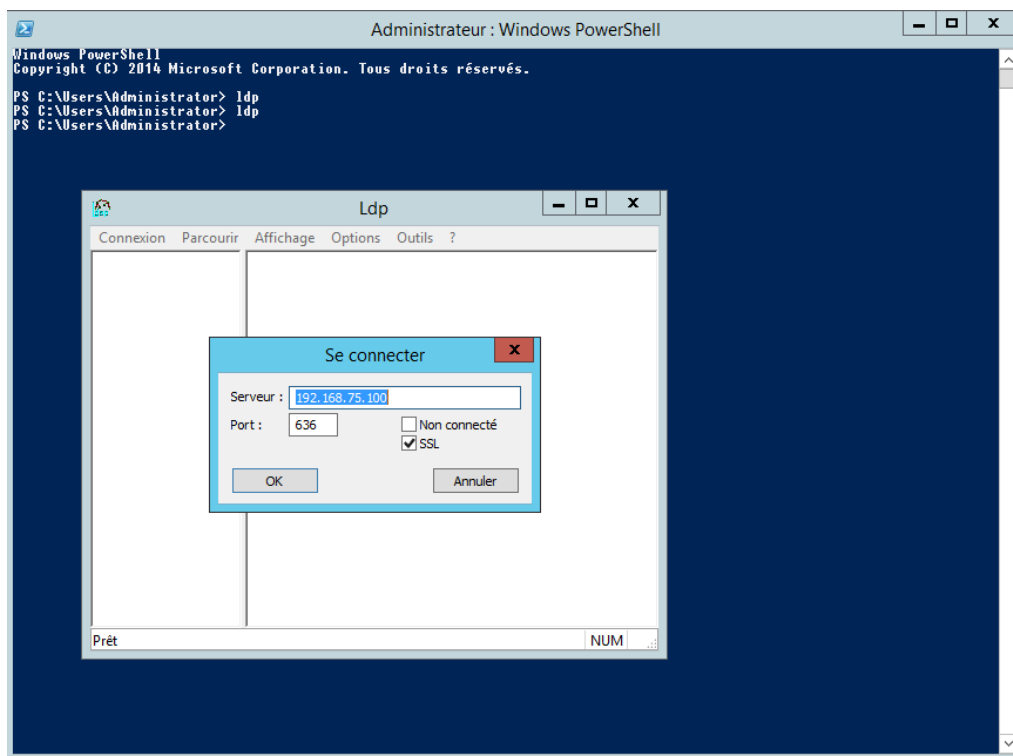 Administrateur : Windows PowerShell
Windows PowerShell
Copyright (C) 2014 Microsoft Corporation. Tous droits réservés.
PS C:\Users\Administrator> ldp
PS C:\Users\Administrator> ldp
PS C:\Users\Administrator>
Ldp
Connexion Parcourir Affichage Options Outils ?
Se connecter
Serveur : 192.168.75.100
Port : 636 Non connecté
SSL
OK Annuler
Prêt NUM